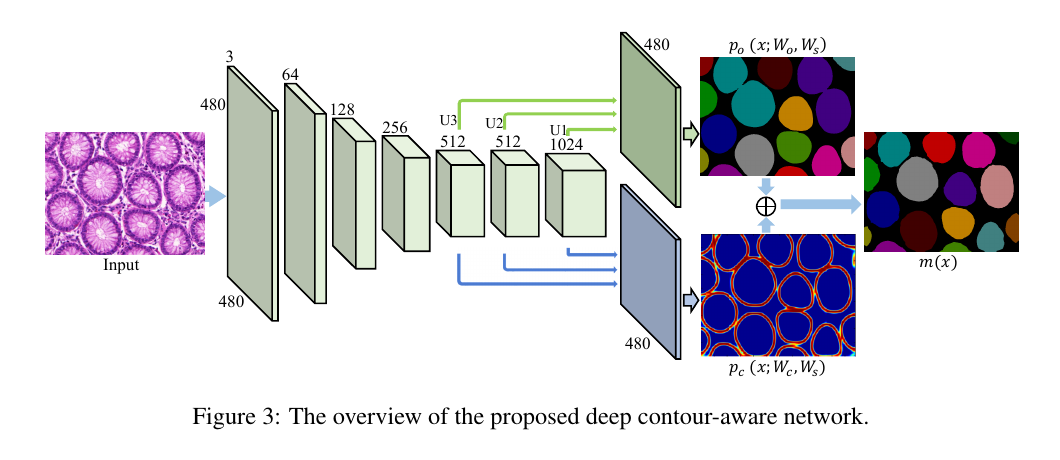 3
480
64
480
p_o (x; W_o, W_s)
128
256
U3
U2
U1
512
512
1024
Input
480
480
m(x)
p_c (x; W_c, W_s)
Figure 3: The overview of the proposed deep contour-aware network.